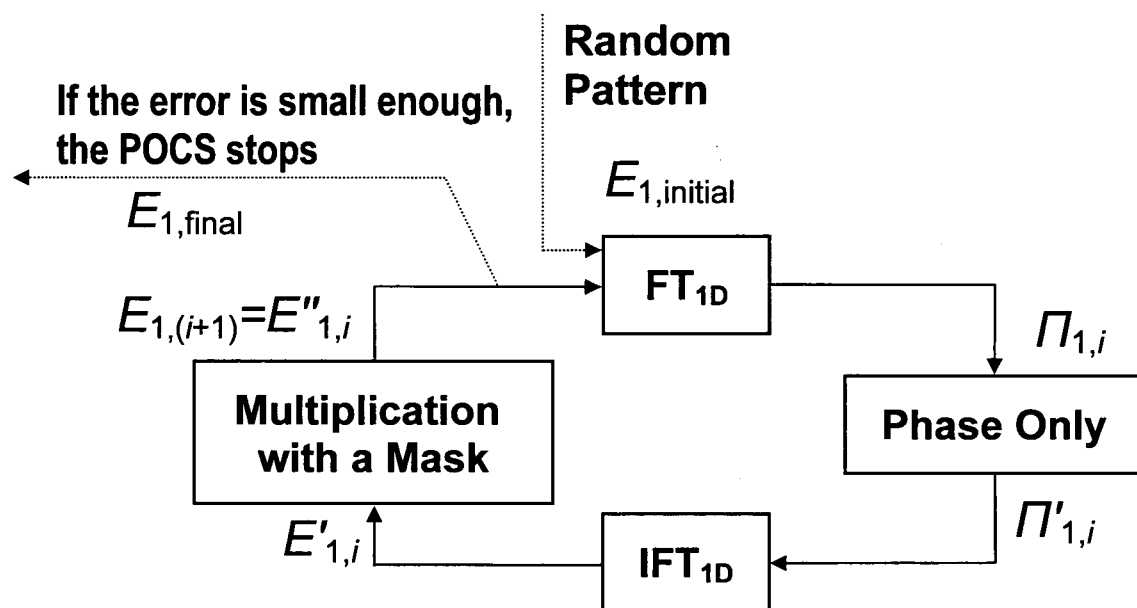 Random
Pattern
If the error is small enough,
the POCS stops
E1,final
E1,initial
FT1D
E1,(i+1)=E"1,i
Π1,i
Multiplication
with a Mask
Phase Only
E'1,i
Π'1,i
IFT1D